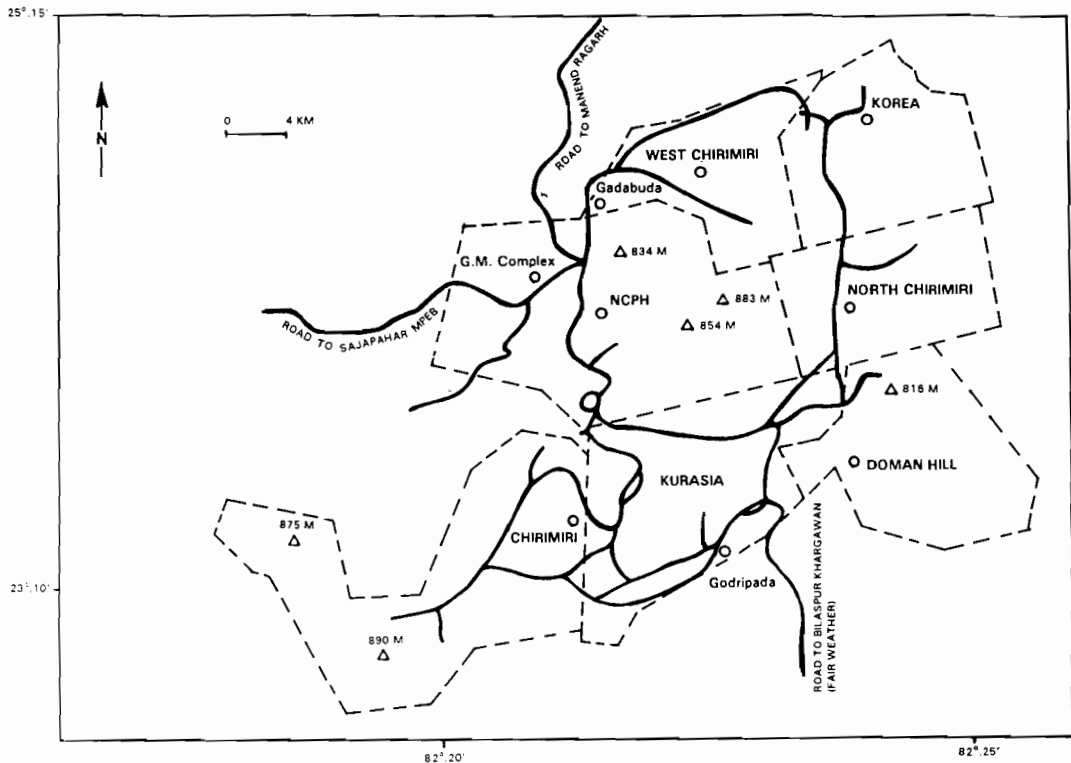 25°.15'
N
0 4 KM
ROAD TO MANEND RAGARH
KOREA
WEST CHIRIMIRI
Gadabuda
834 M
G.M. Complex
883 M
NORTH CHIRIMIRI
NCPH
854 M
ROAD TO SAJAPAHAR MPEB
816 M
DOMAN HILL
KURASIA
875 M
CHIRIMIRI
Godripada
23°.10'
890 M
ROAD TO BILASPUR KHARGAWAN
(FAIR WEATHER)
82°.20'
82°.25'